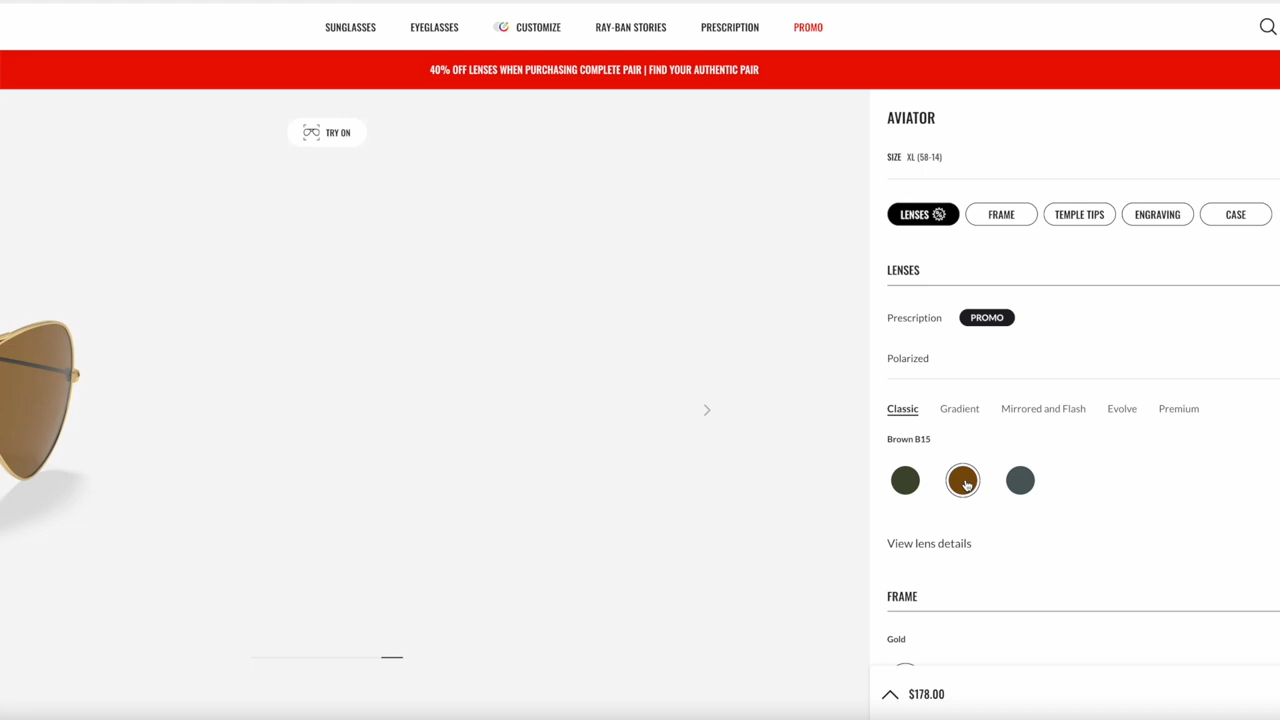 SUNGLASSES EYEGLASSES CUSTOMIZE RAY-BAN STORIES PRESCRIPTION PROMO
40% OFF LENSES WHEN PURCHASING COMPLETE PAIR | FIND YOUR AUTHENTIC PAIR
TRY ON
AVIATOR
SIZE XL (58-14)
LENSES FRAME TEMPLE TIPS ENGRAVING CASE
LENSES
Prescription PROMO
Polarized
Classic Gradient Mirrored and Flash Evolve Premium
Brown B15
View lens details
FRAME
Gold
$178.00